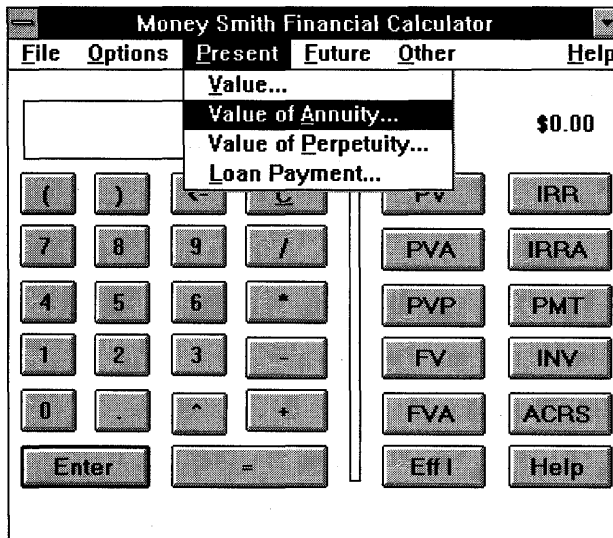 Money Smith Financial Calculator
File Options Present Future Other Help
Value...
Value of Annuity...
Value of Perpetuity...
Loan Payment...
$0.00
( ) <- C PV IRR
7 8 9 / PVA IRRA
4 5 6 * PVP PMT
1 2 3 - FV INV
0 . ^ + FVA ACRS
Enter = Eff I Help